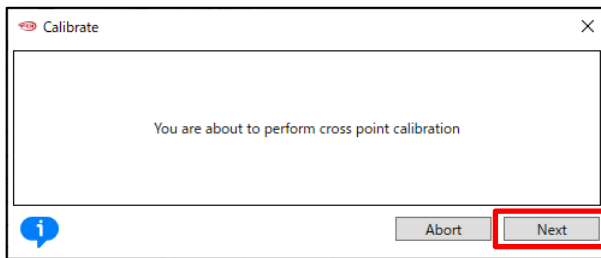 Calibrate
You are about to perform cross point calibration
Abort
Next